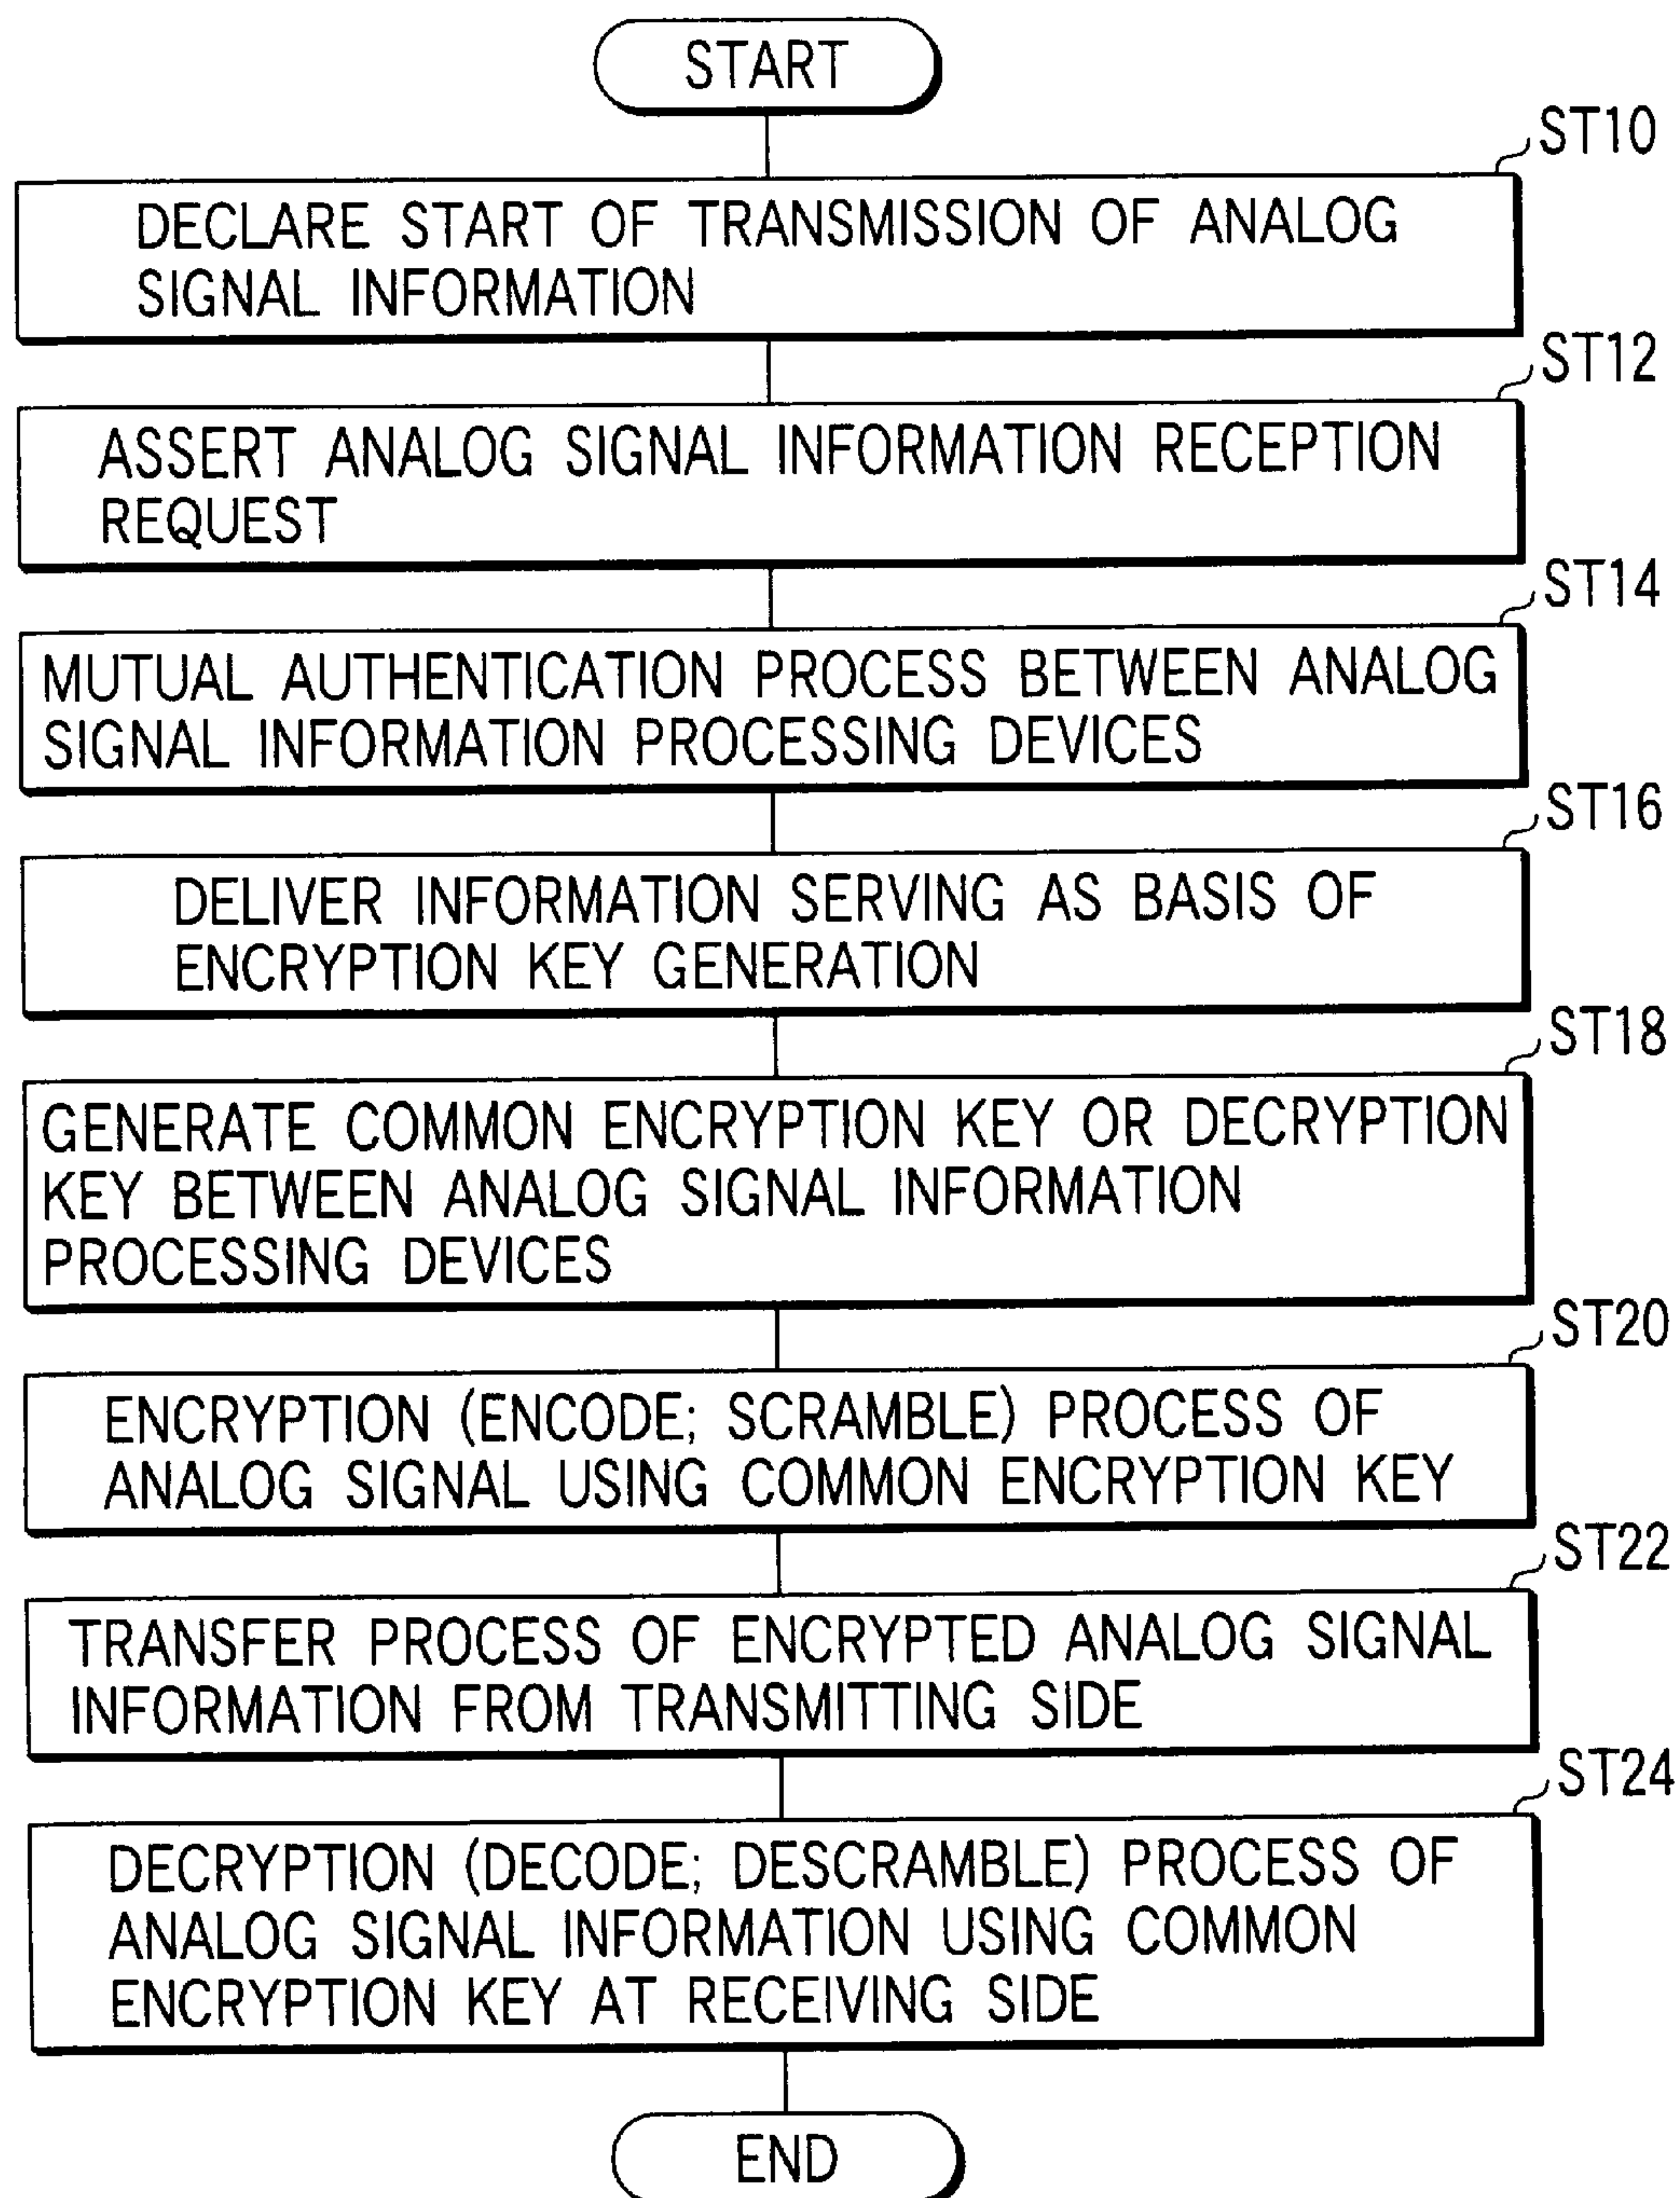 START
ST10
DECLARE START OF TRANSMISSION OF ANALOG
SIGNAL INFORMATION
ST12
ASSERT ANALOG SIGNAL INFORMATION RECEPTION
REQUEST
ST14
MUTUAL AUTHENTICATION PROCESS BETWEEN ANALOG
SIGNAL INFORMATION PROCESSING DEVICES
ST16
DELIVER INFORMATION SERVING AS BASIS OF
ENCRYPTION KEY GENERATION
ST18
GENERATE COMMON ENCRYPTION KEY OR DECRYPTION
KEY BETWEEN ANALOG SIGNAL INFORMATION
PROCESSING DEVICES
ST20
ENCRYPTION (ENCODE; SCRAMBLE) PROCESS OF
ANALOG SIGNAL USING COMMON ENCRYPTION KEY
ST22
TRANSFER PROCESS OF ENCRYPTED ANALOG SIGNAL
INFORMATION FROM TRANSMITTING SIDE
ST24
DECRYPTION (DECODE; DESCRAMBLE) PROCESS OF
ANALOG SIGNAL INFORMATION USING COMMON
ENCRYPTION KEY AT RECEIVING SIDE
END